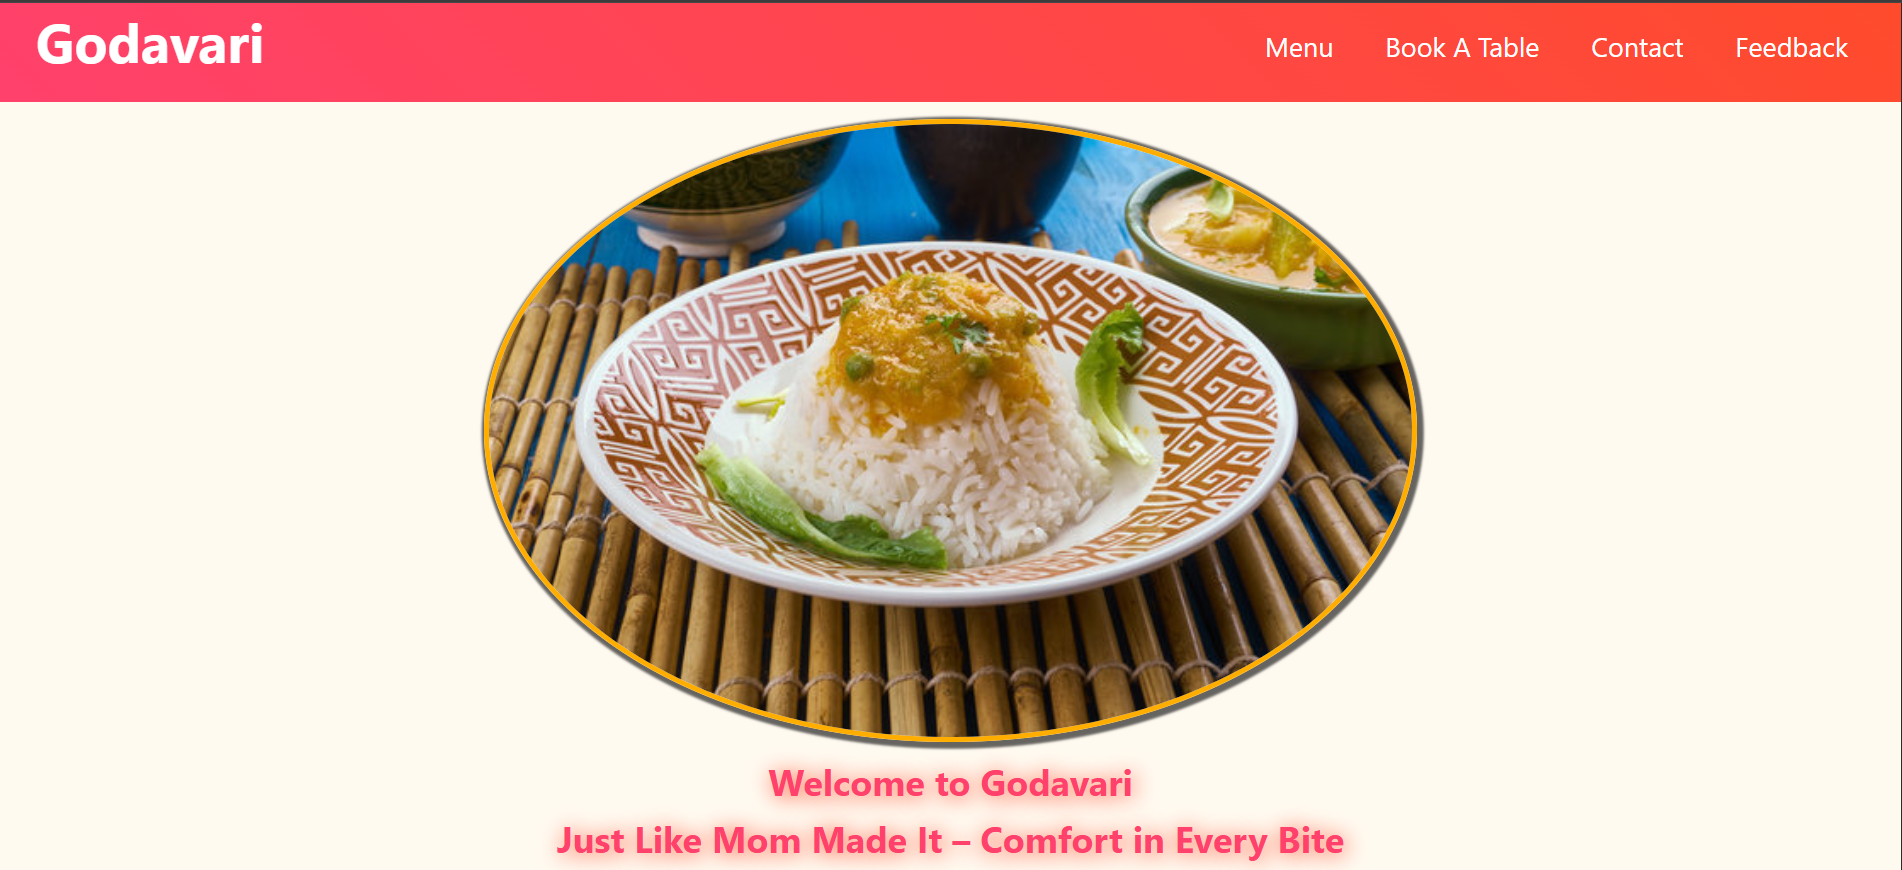 Godavari
Menu Book A Table Contact Feedback
Welcome to Godavari
Just Like Mom Made It – Comfort in Every Bite